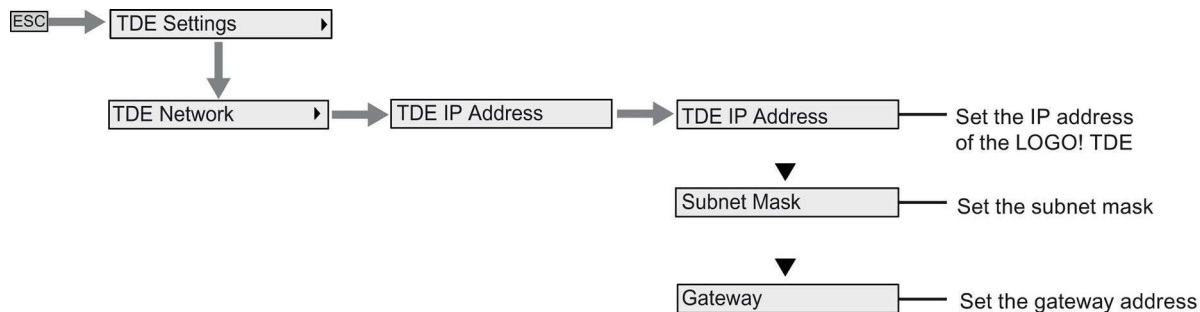 ESC
TDE Settings
TDE Network
TDE IP Address
TDE IP Address
Set the IP address
of the LOGO! TDE
Subnet Mask
Set the subnet mask
Gateway
Set the gateway address